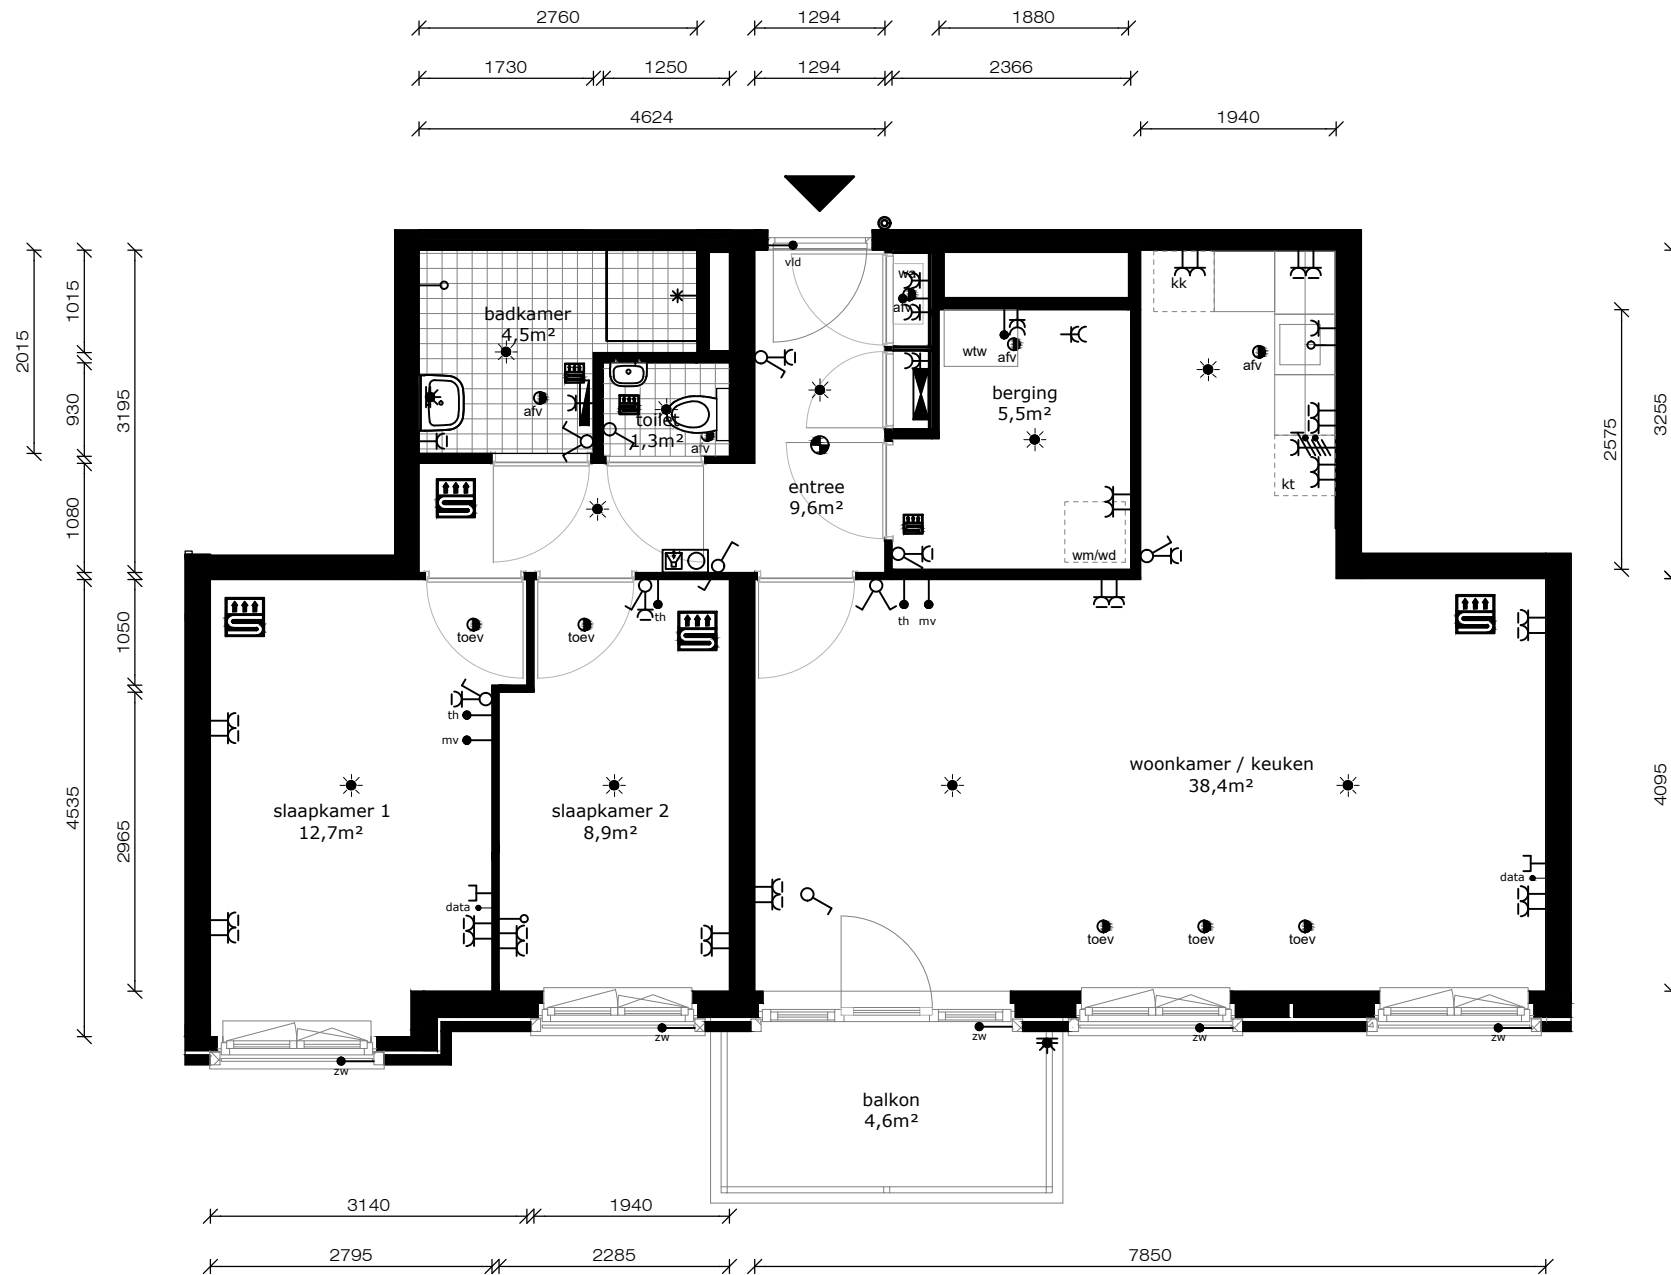 2760
1294
1880
1730
1250
1294
2366
4624
1940
2015
1015
930
3195
1080
1050
4535
2965
3255
2575
4095
vld
wa
afv
kk
badkamer
4,5m²
wtw
afv
afv
berging
5,5m²
afv
toilet
1,3m²
afv
kt
entree
9,6m²
wm/wd
toev
toev
th
th
mv
th
mv
woonkamer / keuken
38,4m²
slaapkamer 1
12,7m²
slaapkamer 2
8,9m²
data
data
toev
toev
toev
zw
zw
zw
zw
zw
balkon
4,6m²
3140
1940
2795
2285
7850